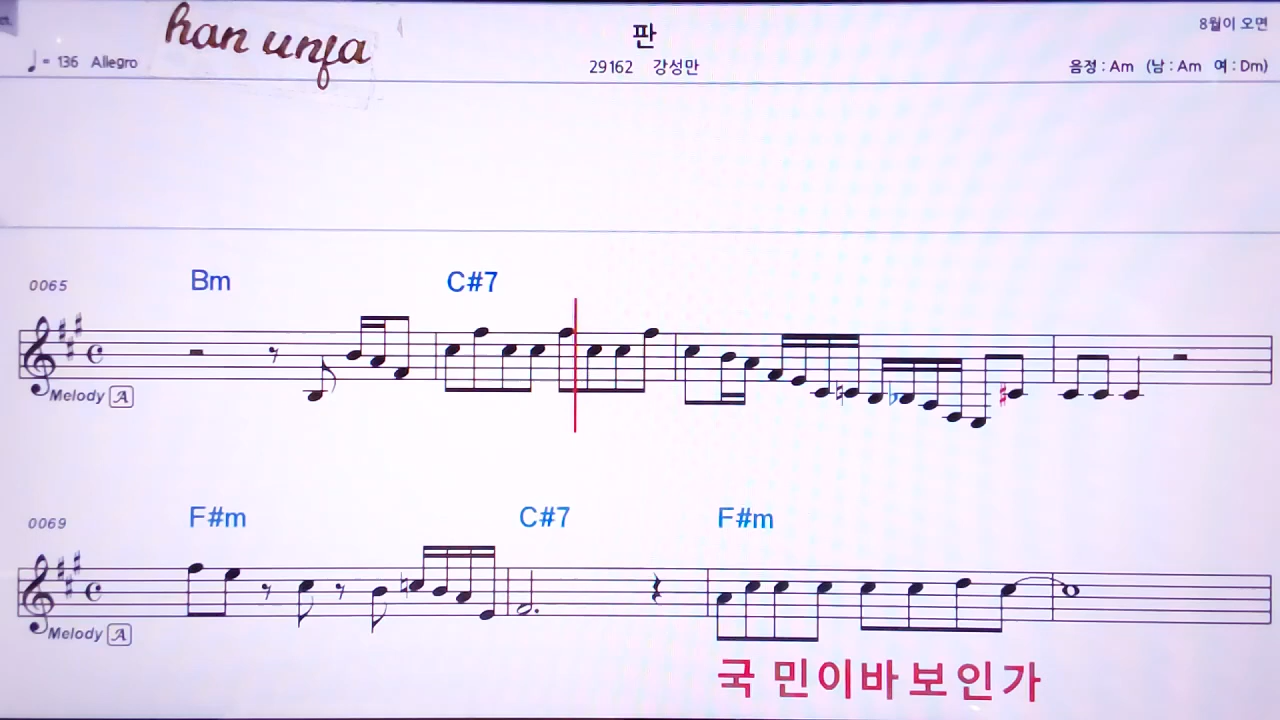 han unja
판
8월이 오면
♩= 136 Allegro
29162 강성만
음정 : Am (남 : Am 여 : Dm)
0065
Bm
C#7
Melody A
0069
F#m
C#7
F#m
Melody A
국 민이바 보인가